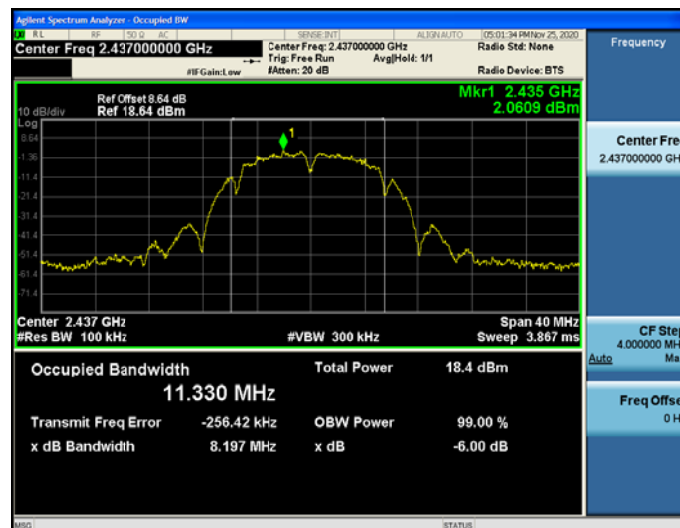 Agilent Spectrum Analyzer - Occupied BW
RL RF 50 Ω AC SENSE:INT ALIGN AUTO 05:01:34 PM Nov 25, 2020
Center Freq 2.437000000 GHz
Center Freq: 2.437000000 GHz
Radio Std: None
Trig: Free Run Avg|Hold: 1/1
#IFGain:Low #Atten: 20 dB Radio Device: BTS
Frequency
Ref Offset 8.64 dB
10 dB/div Ref 18.64 dBm
Mkr1 2.435 GHz
2.0609 dBm
Log
8.64
-1.36
-11.4
-21.4
-31.4
-41.4
-51.4
-61.4
-71.4
1
Center Fre
2.437000000 GH
Center 2.437 GHz Span 40 MHz
#Res BW 100 kHz #VBW 300 kHz Sweep 3.867 ms
CF Step
4.000000 MH
Auto Ma
Occupied Bandwidth Total Power 18.4 dBm
11.330 MHz
Transmit Freq Error -256.42 kHz OBW Power 99.00 %
x dB Bandwidth 8.197 MHz x dB -6.00 dB
Freq Offse
0 H
MSG STATUS